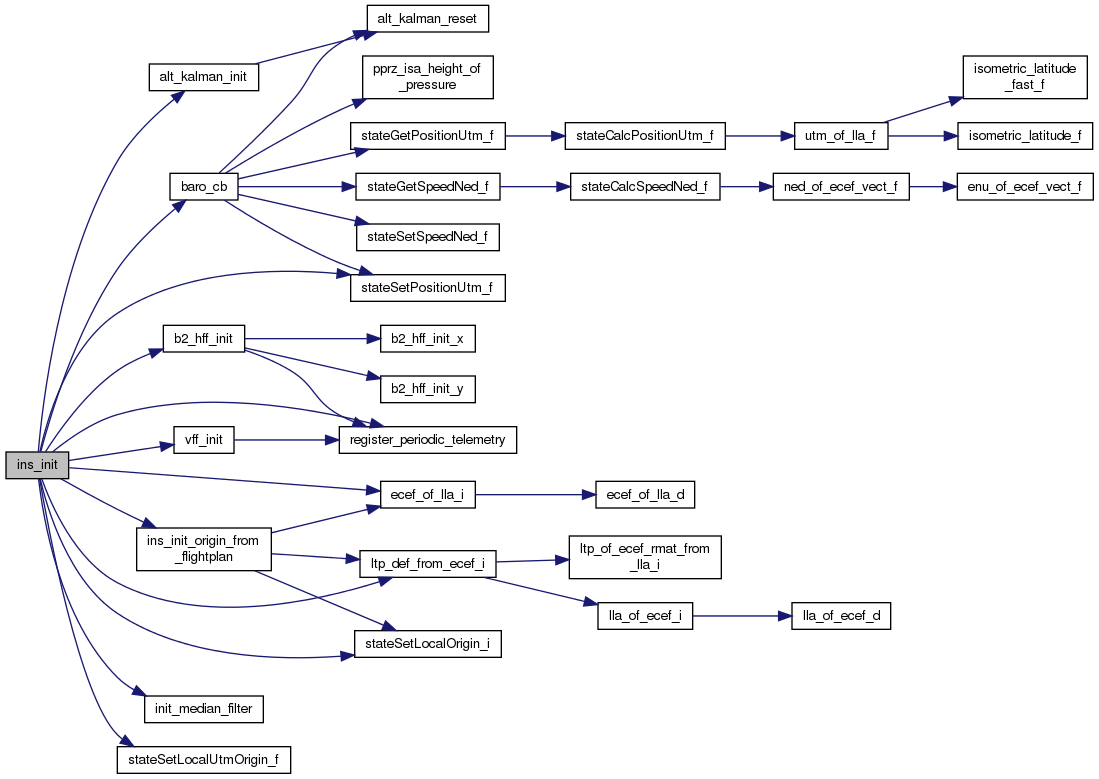 alt_kalman_reset
alt_kalman_init
pprz_isa_height_of
_pressure
isometric_latitude
_fast_f
stateGetPositionUtm_f
stateCalcPositionUtm_f
utm_of_lla_f
isometric_latitude_f
baro_cb
stateGetSpeedNed_f
stateCalcSpeedNed_f
ned_of_ecef_vect_f
enu_of_ecef_vect_f
stateSetSpeedNed_f
stateSetPositionUtm_f
b2_hff_init
b2_hff_init_x
b2_hff_init_y
vff_init
register_periodic_telemetry
ins_init
ecef_of_lla_i
ecef_of_lla_d
ins_init_origin_from
_flightplan
ltp_def_from_ecef_i
ltp_of_ecef_rmat_from
_lla_i
lla_of_ecef_i
lla_of_ecef_d
stateSetLocalOrigin_i
init_median_filter
stateSetLocalUtmOrigin_f